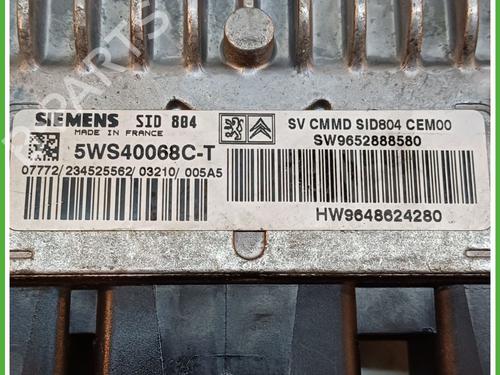 SIEMENS SID 804
MADE IN FRANCE
5WS40068C-T
07772/234525562/03210/005A5
SV CMMD SID804 CEM00
SW9652888580
HW9648624280